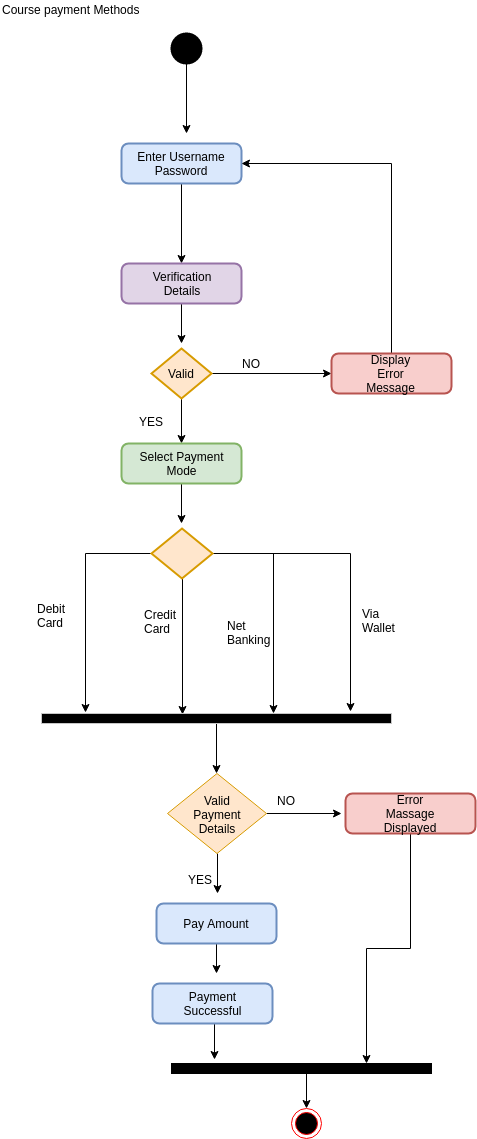 Course payment Methods
Enter Username
Password
Verification
Details
Valid
NO
Display
Error
Message
YES
Select Payment
Mode
Debit
Card
Credit
Card
Net
Banking
Via
Wallet
Valid
Payment
Details
NO
Error
Massage
Displayed
YES
Pay Amount
Payment
Successful